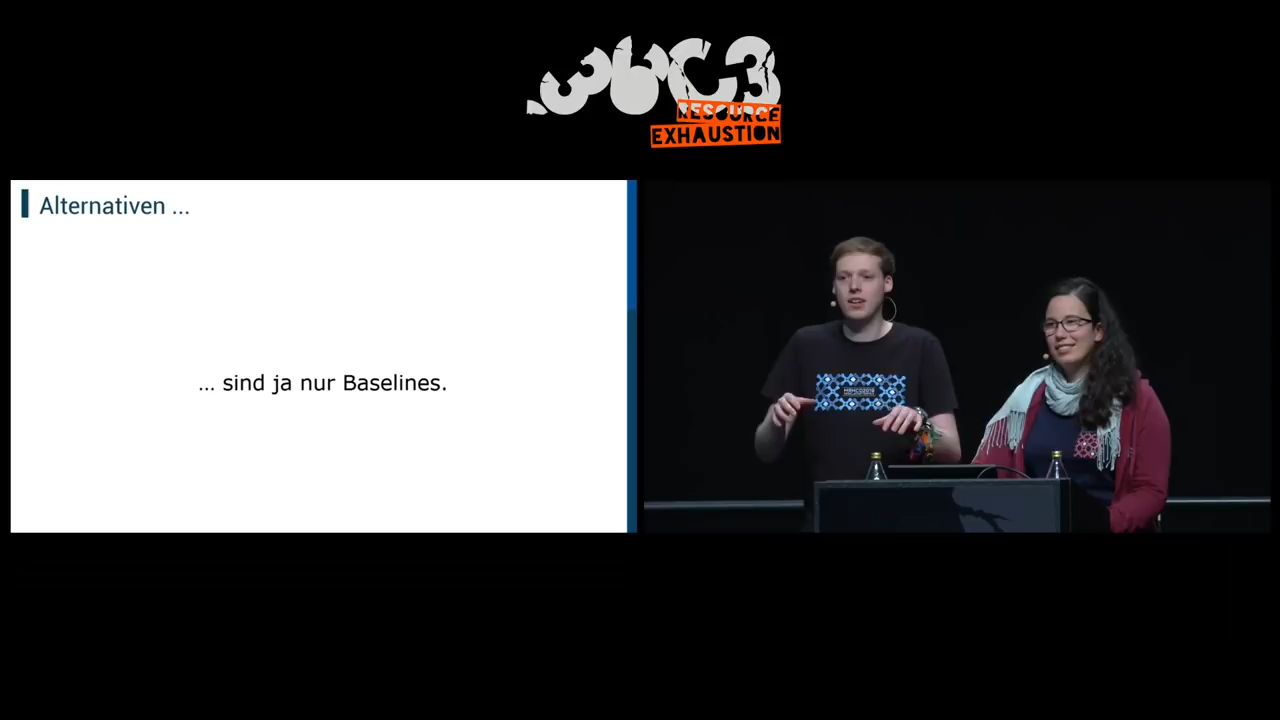 36C3
RESOURCE
EXHAUSTION
Alternativen ...
... sind ja nur Baselines.